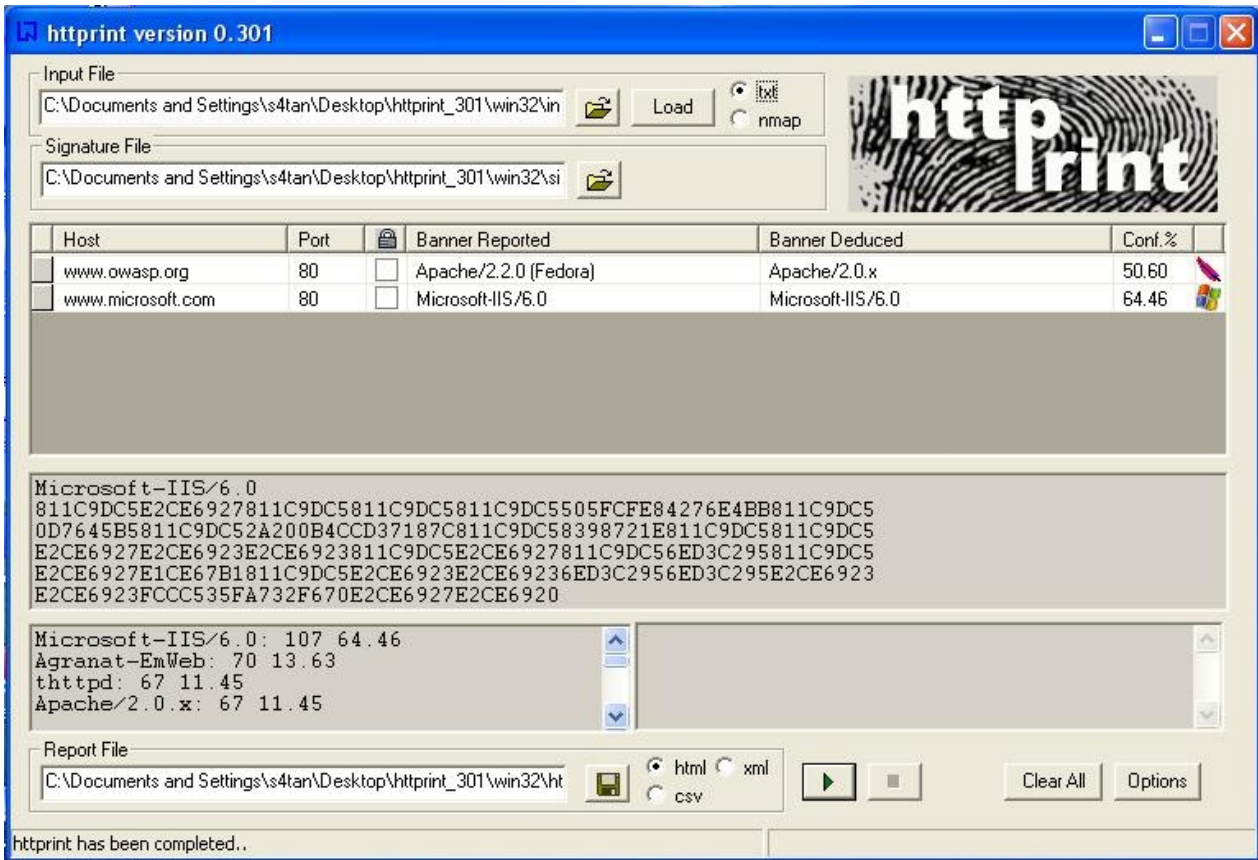 httprint version 0.301
Input File
C:\Documents and Settings\s4tan\Desktop\httprint_301\win32\in
Load
txt
nmap
http
rint
Signature File
C:\Documents and Settings\s4tan\Desktop\httprint_301\win32\si
Host Port Banner Reported Banner Deduced Conf.%
www.owasp.org 80 Apache/2.2.0 (Fedora) Apache/2.0.x 50.60
www.microsoft.com 80 Microsoft-IIS/6.0 Microsoft-IIS/6.0 64.46
Microsoft-IIS/6.0
811C9DC5E2CE6927811C9DC5811C9DC5811C9DC5505FCFE84276E4BB811C9DC5
0D7645B5811C9DC52A200B4CCD37187C811C9DC58398721E811C9DC5811C9DC5
E2CE6927E2CE6923E2CE6923811C9DC5E2CE6927811C9DC56ED3C295811C9DC5
E2CE6927E1CE67B1811C9DC5E2CE6923E2CE69236ED3C2956ED3C295E2CE6923
E2CE6923FCCC535FA732F670E2CE6927E2CE6920
Microsoft-IIS/6.0: 107 64.46
Agranat-EmWeb: 70 13.63
thttpd: 67 11.45
Apache/2.0.x: 67 11.45
Report File
C:\Documents and Settings\s4tan\Desktop\httprint_301\win32\ht
html xml
csv
Clear All Options
httprint has been completed..